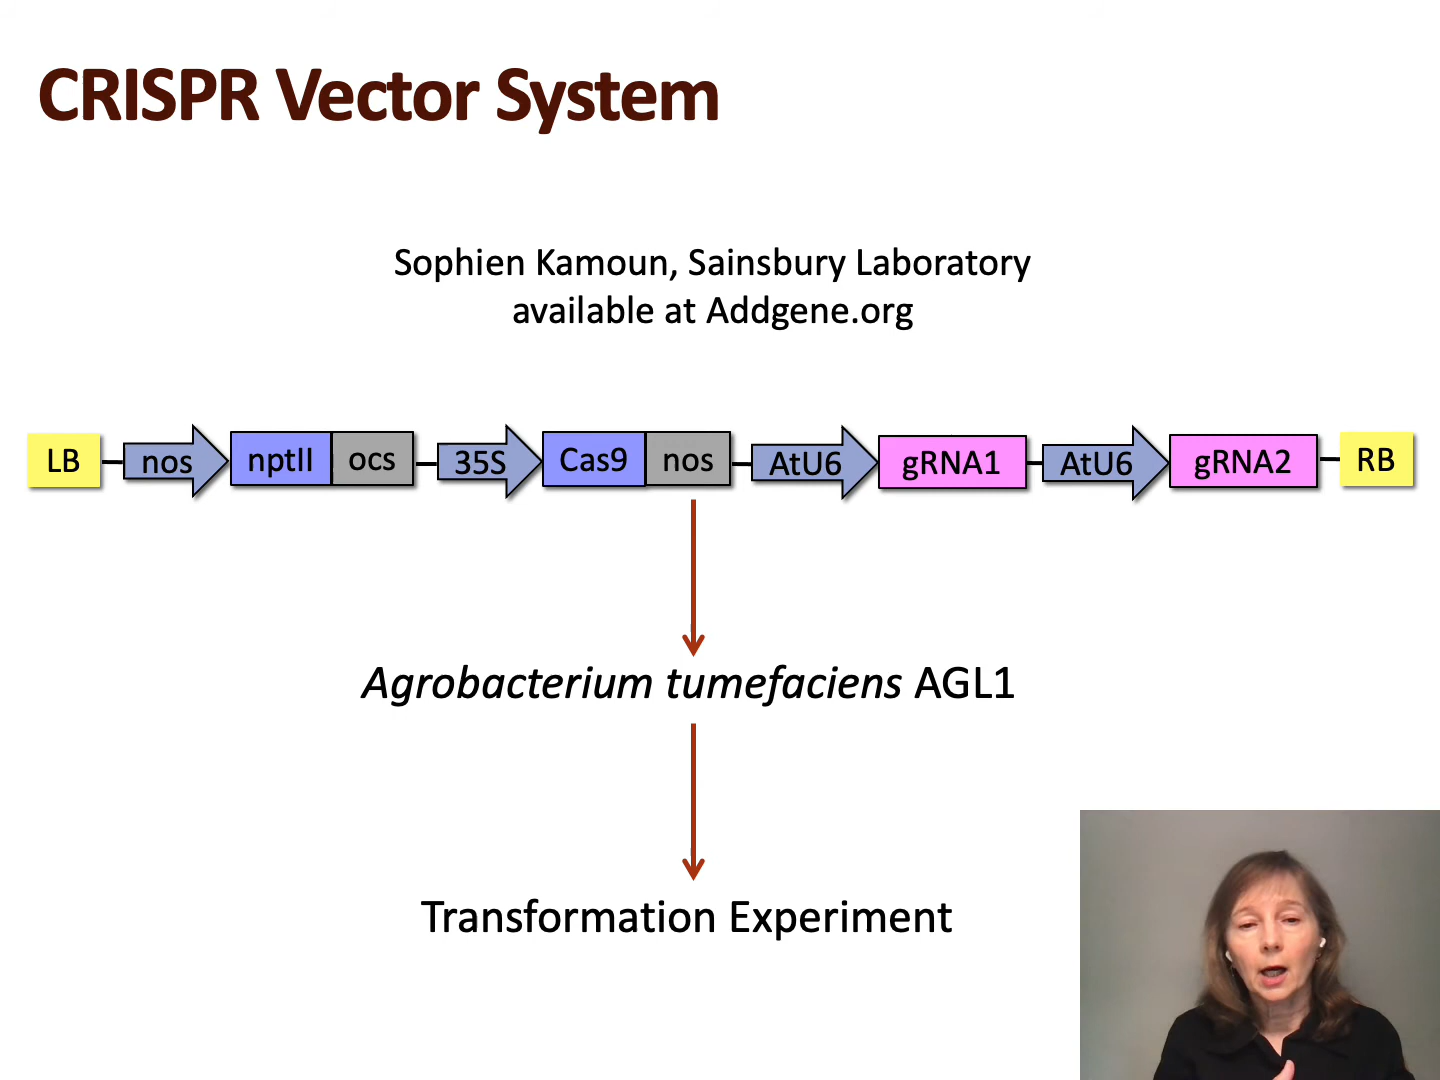 CRISPR Vector System
Sophien Kamoun, Sainsbury Laboratory
available at Addgene.org
LB nos nptII ocs 35S Cas9 nos AtU6 gRNA1 AtU6 gRNA2 RB
Agrobacterium tumefaciens AGL1
Transformation Experiment